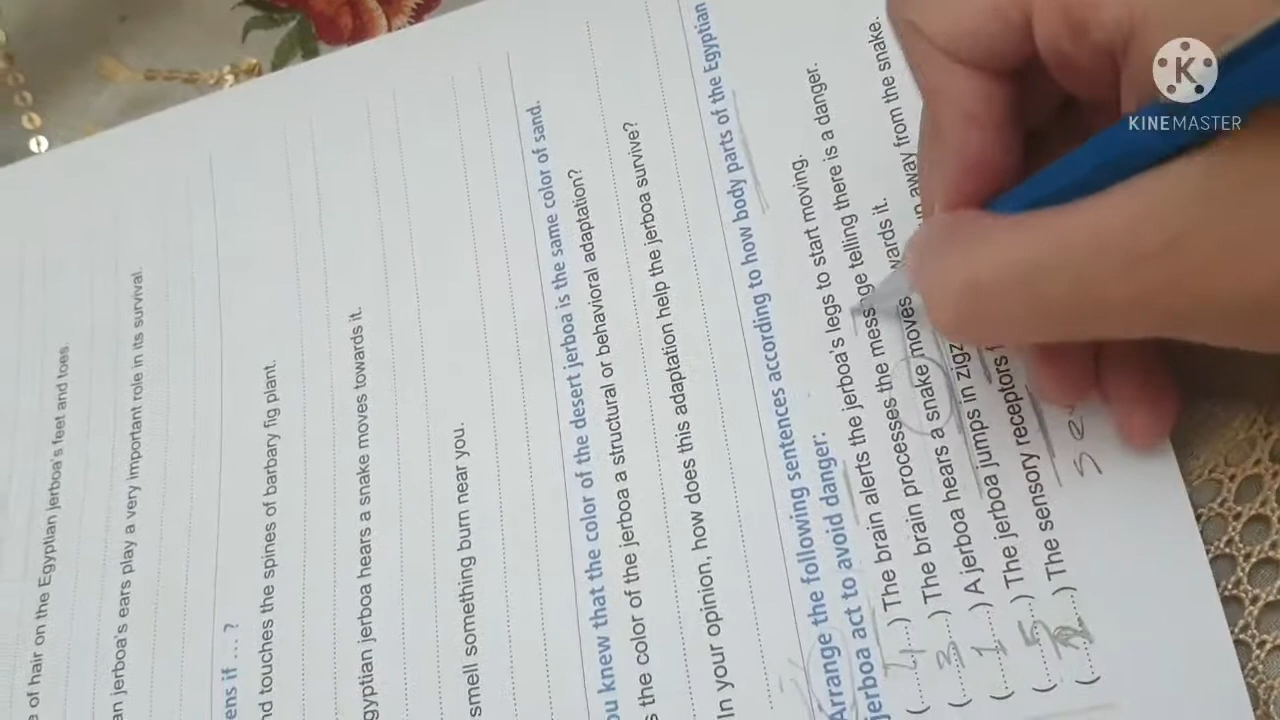 e of hair on the Egyptian jerboa's feet and toes.
an jerboa's ears play a very important role in its survival.
ens if ... ?
nd touches the spines of barbary fig plant.
gyptian jerboa hears a snake moves towards it.
smell something burn near you.
ou knew that the color of the desert jerboa is the same color of sand.
s the color of the jerboa a structural or behavioral adaptation?
In your opinion, how does this adaptation help the jerboa survive?
Arrange the following sentences according to how body parts of the Egyptian
jerboa act to avoid danger:
(...4...) The brain alerts the jerboa's legs to start moving.
(...3...) The brain processes the message telling there is a danger.
(...1...) A jerboa hears a snake moves wards it.
(...5...) The jerboa jumps in zigz away from the snake.
(...2...) The sensory receptors
KINEMASTER